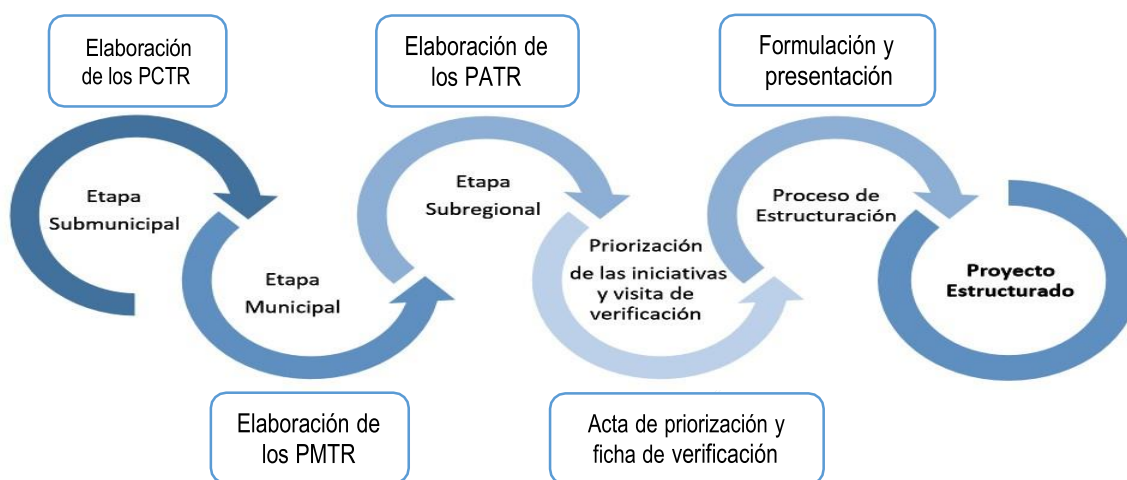 Elaboración
de los PCTR
Elaboración de
los PATR
Formulación y
presentación
Etapa
Submunicipal
Etapa
Municipal
Etapa
Subregional
Priorización
de las iniciativas
y visita de
verificación
Proceso de
Estructuración
Proyecto
Estructurado
Elaboración de
los PMTR
Acta de priorización y
ficha de verificación